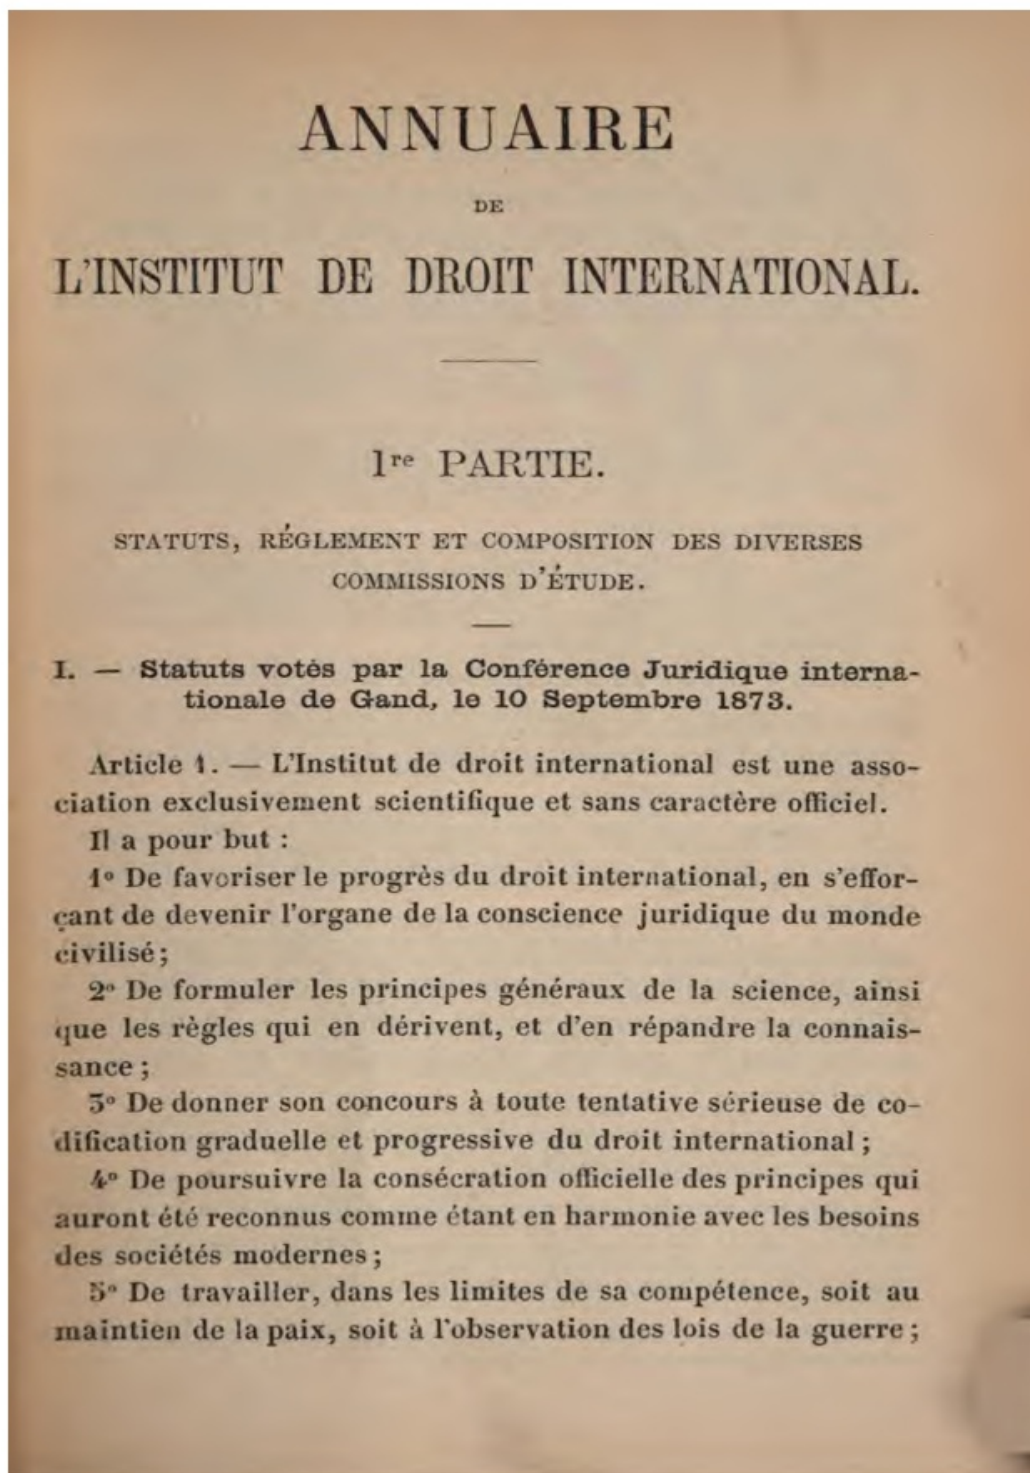 ANNUAIRE
DE
L'INSTITUT DE DROIT INTERNATIONAL.
1re PARTIE.
STATUTS, RÉGLEMENT ET COMPOSITION DES DIVERSES
COMMISSIONS D'ÉTUDE.
I. — Statuts votés par la Conférence Juridique interna-
tionale de Gand, le 10 Septembre 1873.
Article 1. — L'Institut de droit international est une asso-
ciation exclusivement scientifique et sans caractère officiel.
Il a pour but :
1º De favoriser le progrès du droit international, en s'effor-
çant de devenir l'organe de la conscience juridique du monde
civilisé;
2º De formuler les principes généraux de la science, ainsi
que les règles qui en dérivent, et d'en répandre la connais-
sance ;
3º De donner son concours à toute tentative sérieuse de co-
dification graduelle et progressive du droit international ;
4º De poursuivre la consécration officielle des principes qui
auront été reconnus comme étant en harmonie avec les besoins
des sociétés modernes ;
5º De travailler, dans les limites de sa compétence, soit au
maintien de la paix, soit à l'observation des lois de la guerre ;